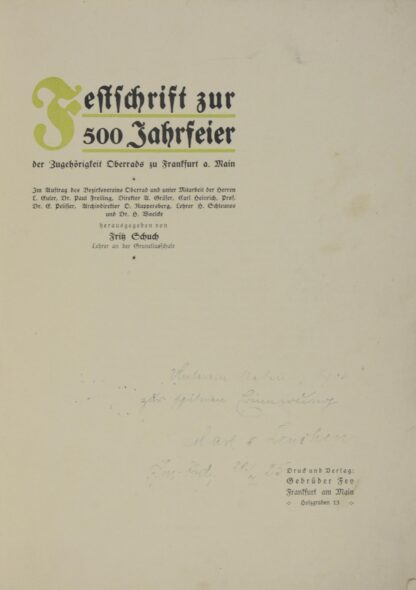 Festschrift zur
500 Jahrfeier
der Zugehörigkeit Oberrads zu Frankfurt a. Main
Im Auftrag des Bezirksvereins Oberrad und unter Mitarbeit der Herren
L. Euler, Dr. Paul Freiling, Direktor A. Gräser, Carl Heinrich, Prof.
Dr. E. Pelissier, Archivdirektor O. Ruppersberg, Lehrer H. Schleunes
und Dr. H. Woelcke
herausgegeben von
Fritz Schuch
Lehrer an der Gruneliusschule
zur
Druck und Verlag:
Gebrüder Fey
Frankfurt am Main
Holzgraben 13